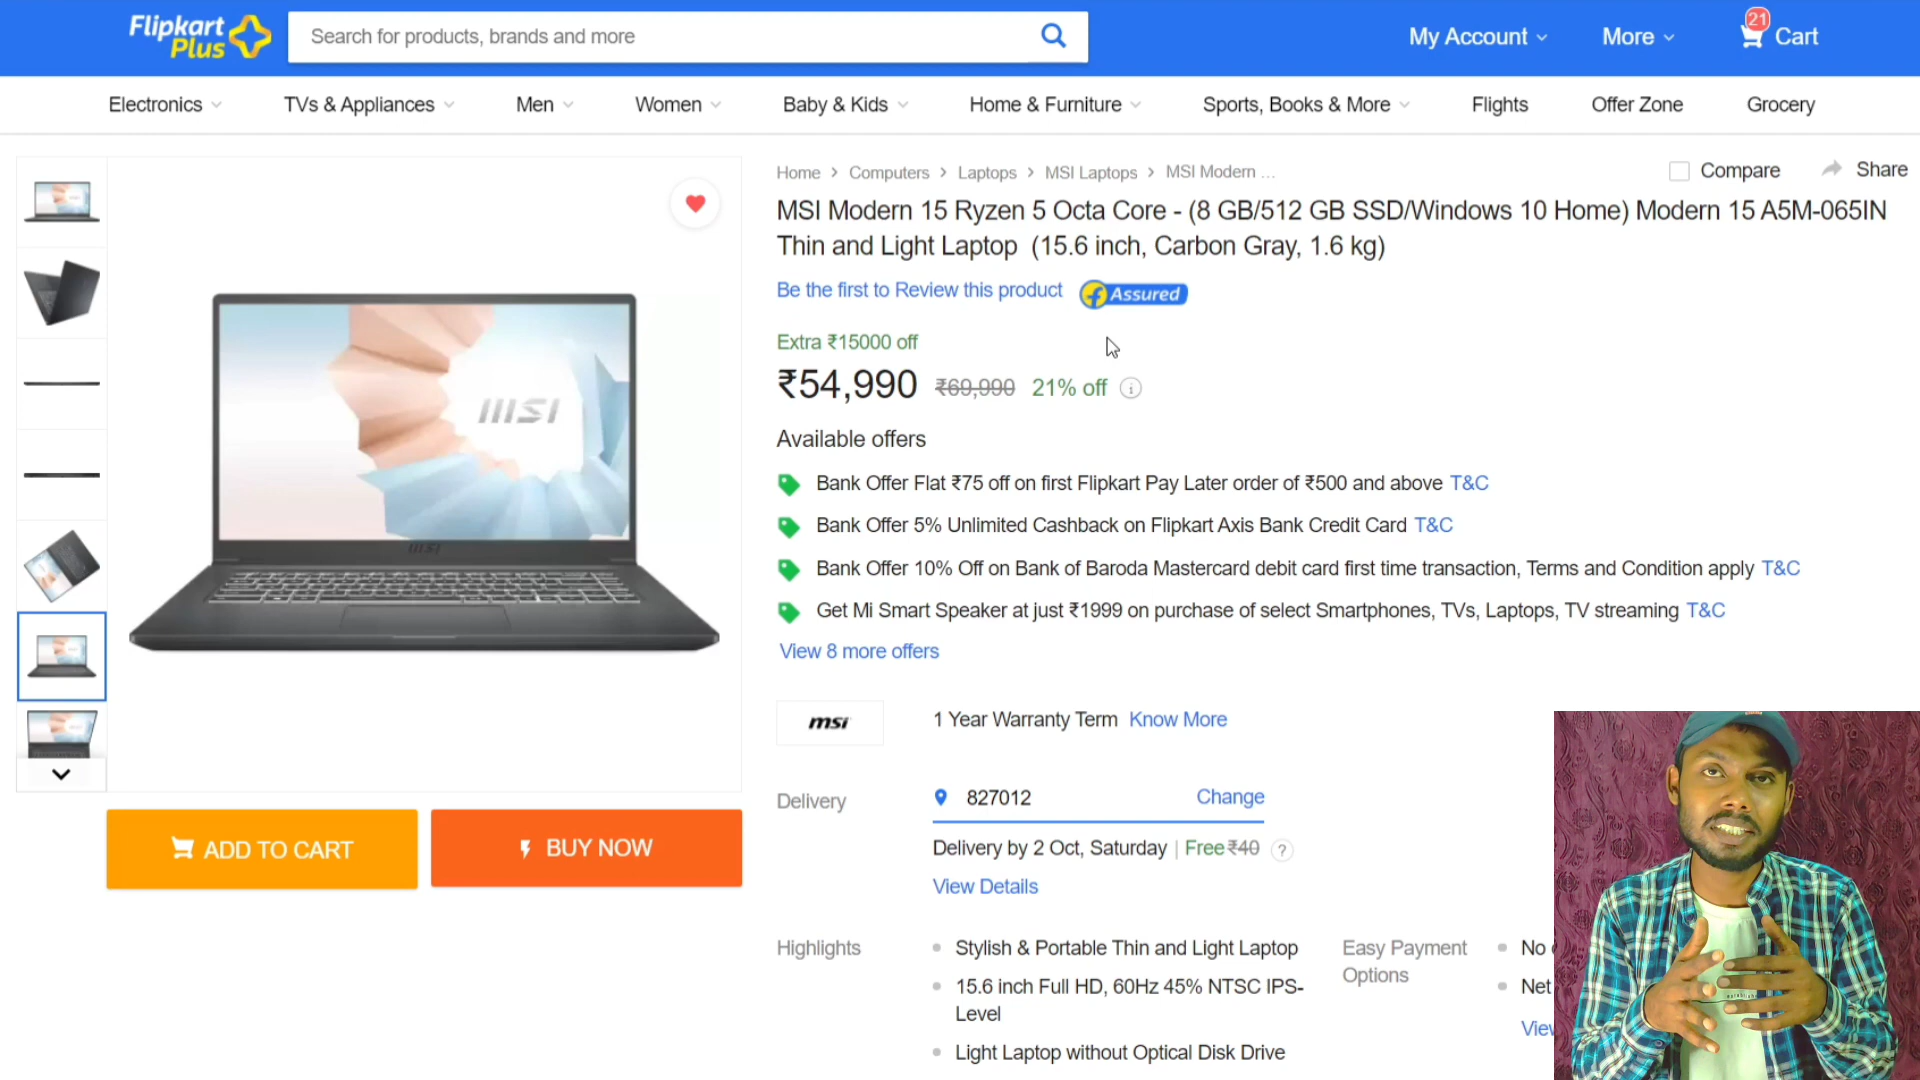 Flipkart
Plus
Search for products, brands and more
My Account
More
21
Cart
Electronics
TVs & Appliances
Men
Women
Baby & Kids
Home & Furniture
Sports, Books & More
Flights
Offer Zone
Grocery
Home > Computers > Laptops > MSI Laptops > MSI Modern ...
Compare
Share
MSI Modern 15 Ryzen 5 Octa Core - (8 GB/512 GB SSD/Windows 10 Home) Modern 15 A5M-065IN
Thin and Light Laptop (15.6 inch, Carbon Gray, 1.6 kg)
Be the first to Review this product
Assured
Extra ₹15000 off
₹54,990 ₹69,990 21% off
Available offers
Bank Offer Flat ₹75 off on first Flipkart Pay Later order of ₹500 and above T&C
Bank Offer 5% Unlimited Cashback on Flipkart Axis Bank Credit Card T&C
Bank Offer 10% Off on Bank of Baroda Mastercard debit card first time transaction, Terms and Condition apply T&C
Get Mi Smart Speaker at just ₹1999 on purchase of select Smartphones, TVs, Laptops, TV streaming T&C
View 8 more offers
msi
1 Year Warranty Term Know More
Delivery
827012
Change
Delivery by 2 Oct, Saturday | Free ₹40 ?
View Details
Highlights
Stylish & Portable Thin and Light Laptop
15.6 inch Full HD, 60Hz 45% NTSC IPS-
Level
Light Laptop without Optical Disk Drive
Easy Payment
Options
No
Net
View
msi
msi
ADD TO CART
BUY NOW